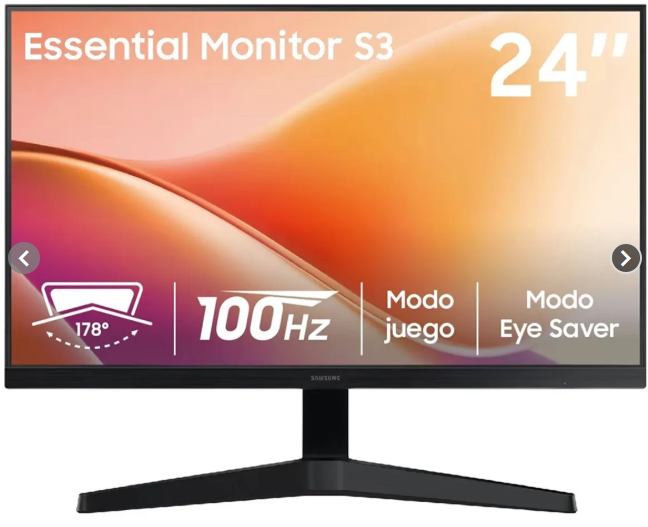 Essential Monitor S3
24"
178°
100Hz
Modo
juego
Modo
Eye Saver
SAMSUNG